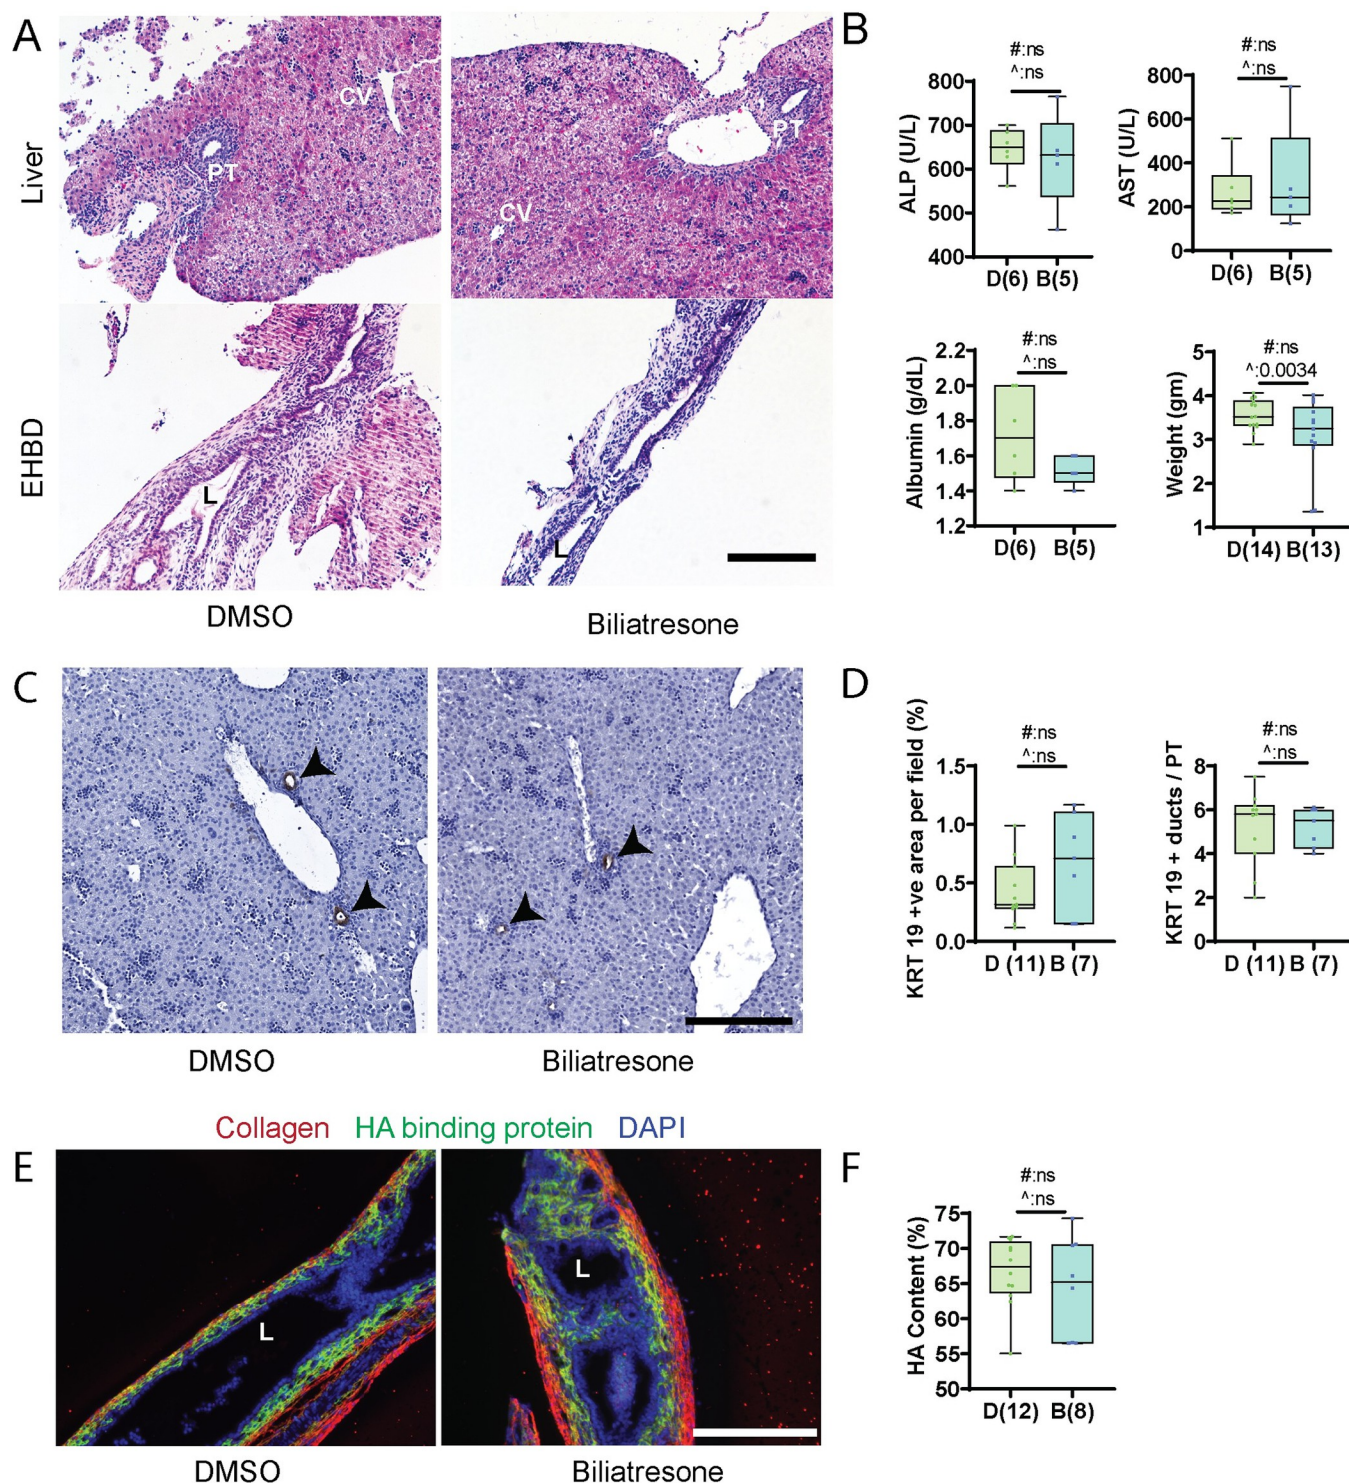 A
Liver
PT
CV
PT
CV
EHBD
L
L
DMSO
Biliatresone
B
#:ns
^:ns
ALP (U/L)
800
700
600
500
400
D(6) B(5)
#:ns
^:ns
AST (U/L)
800
600
400
200
0
D(6) B(5)
#:ns
^:ns
Albumin (g/dL)
2.2
2.0
1.8
1.6
1.4
1.2
D(6) B(5)
#:ns
^:0.0034
Weight (gm)
5
4
3
2
1
D(14) B(13)
C
DMSO
Biliatresone
D
#:ns
^:ns
KRT 19 +ve area per field (%)
1.5
1.0
0.5
0.0
D (11) B (7)
#:ns
^:ns
KRT 19 + ducts / PT
8
6
4
2
0
D (11) B (7)
Collagen HA binding protein DAPI
E
L
L
DMSO
Biliatresone
F
#:ns
^:ns
HA Content (%)
75
70
65
60
55
50
D(12) B(8)